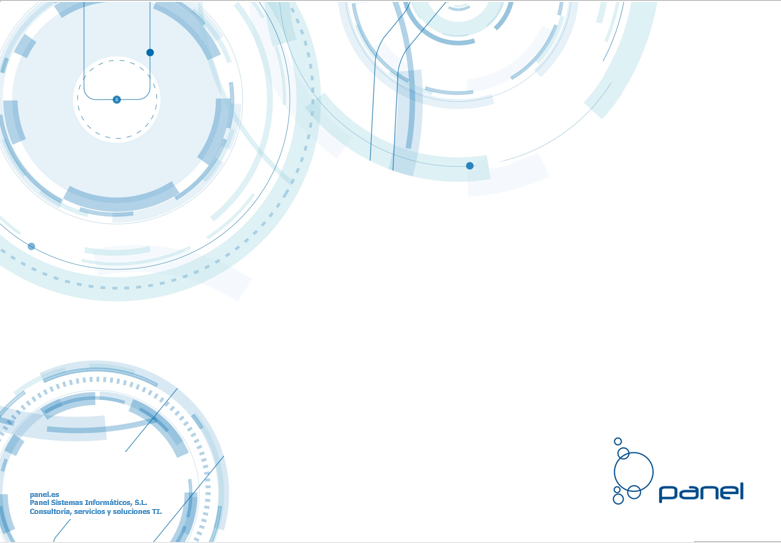 panel.es
Panel Sistemas Informáticos, S.L.
Consultoría, servicios y soluciones TI.
panel